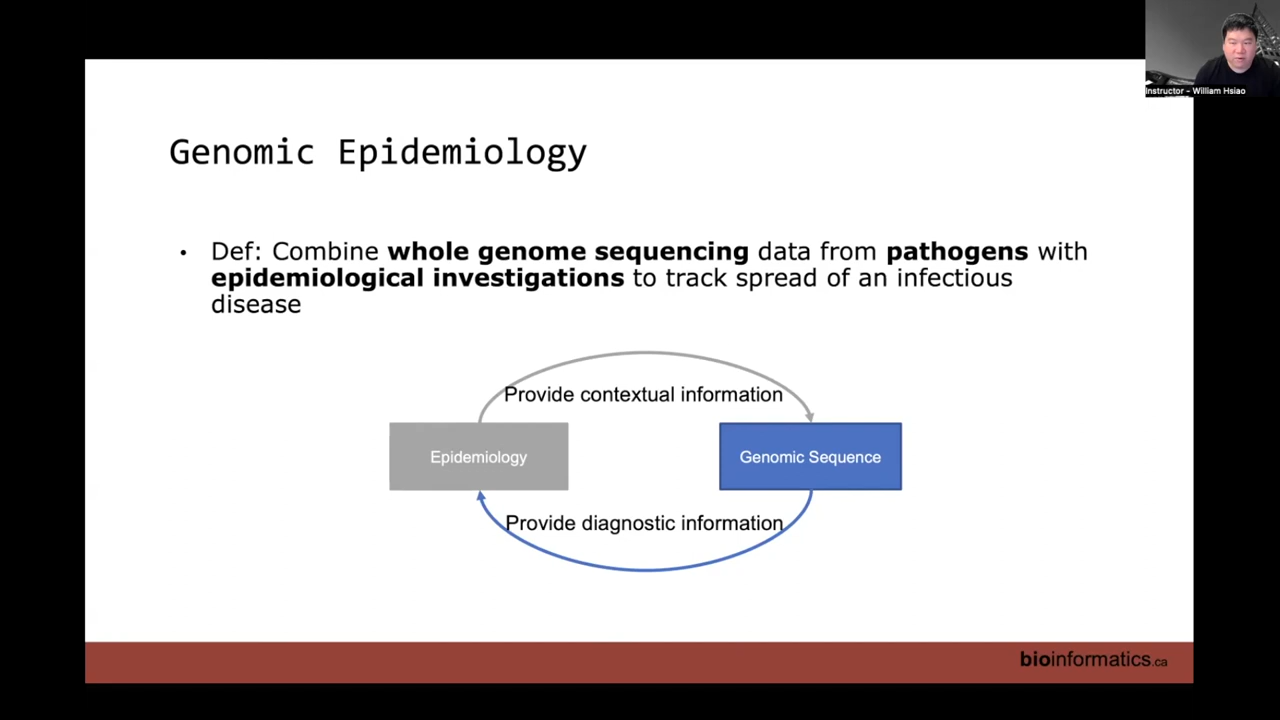 Instructor - William Hsiao
Genomic Epidemiology
• Def: Combine whole genome sequencing data from pathogens with
epidemiological investigations to track spread of an infectious
disease
Provide contextual information
Epidemiology
Genomic Sequence
Provide diagnostic information
bioinformatics.ca